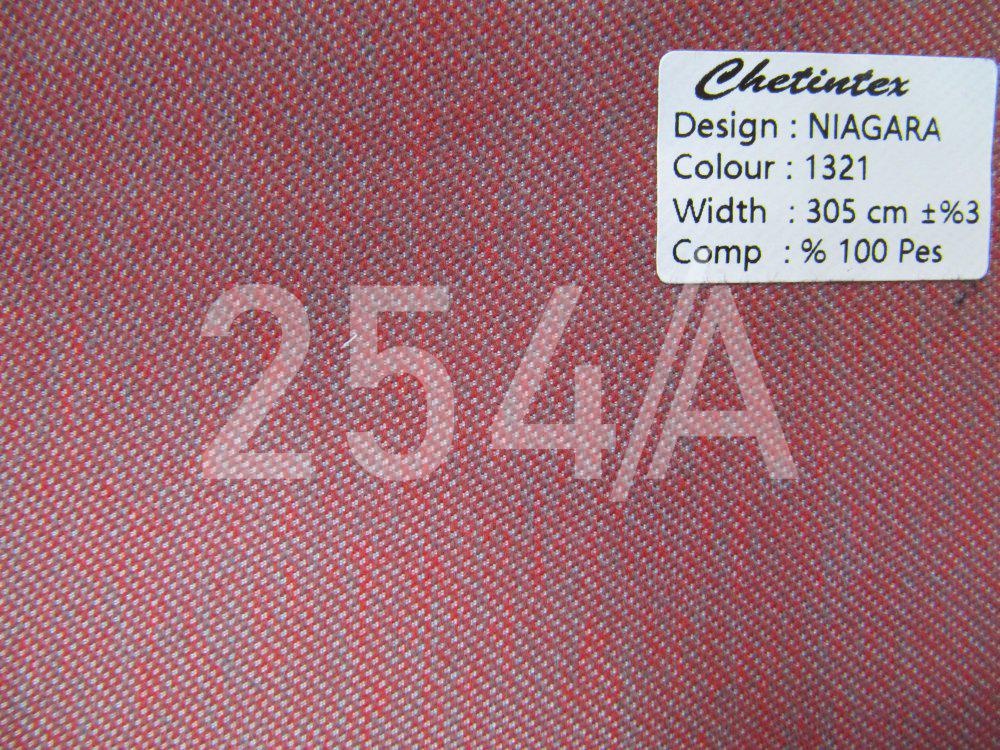 Chetintex
Design : NIAGARA
Colour : 1321
Width : 305 cm ±%3
Comp : % 100 Pes
254/A